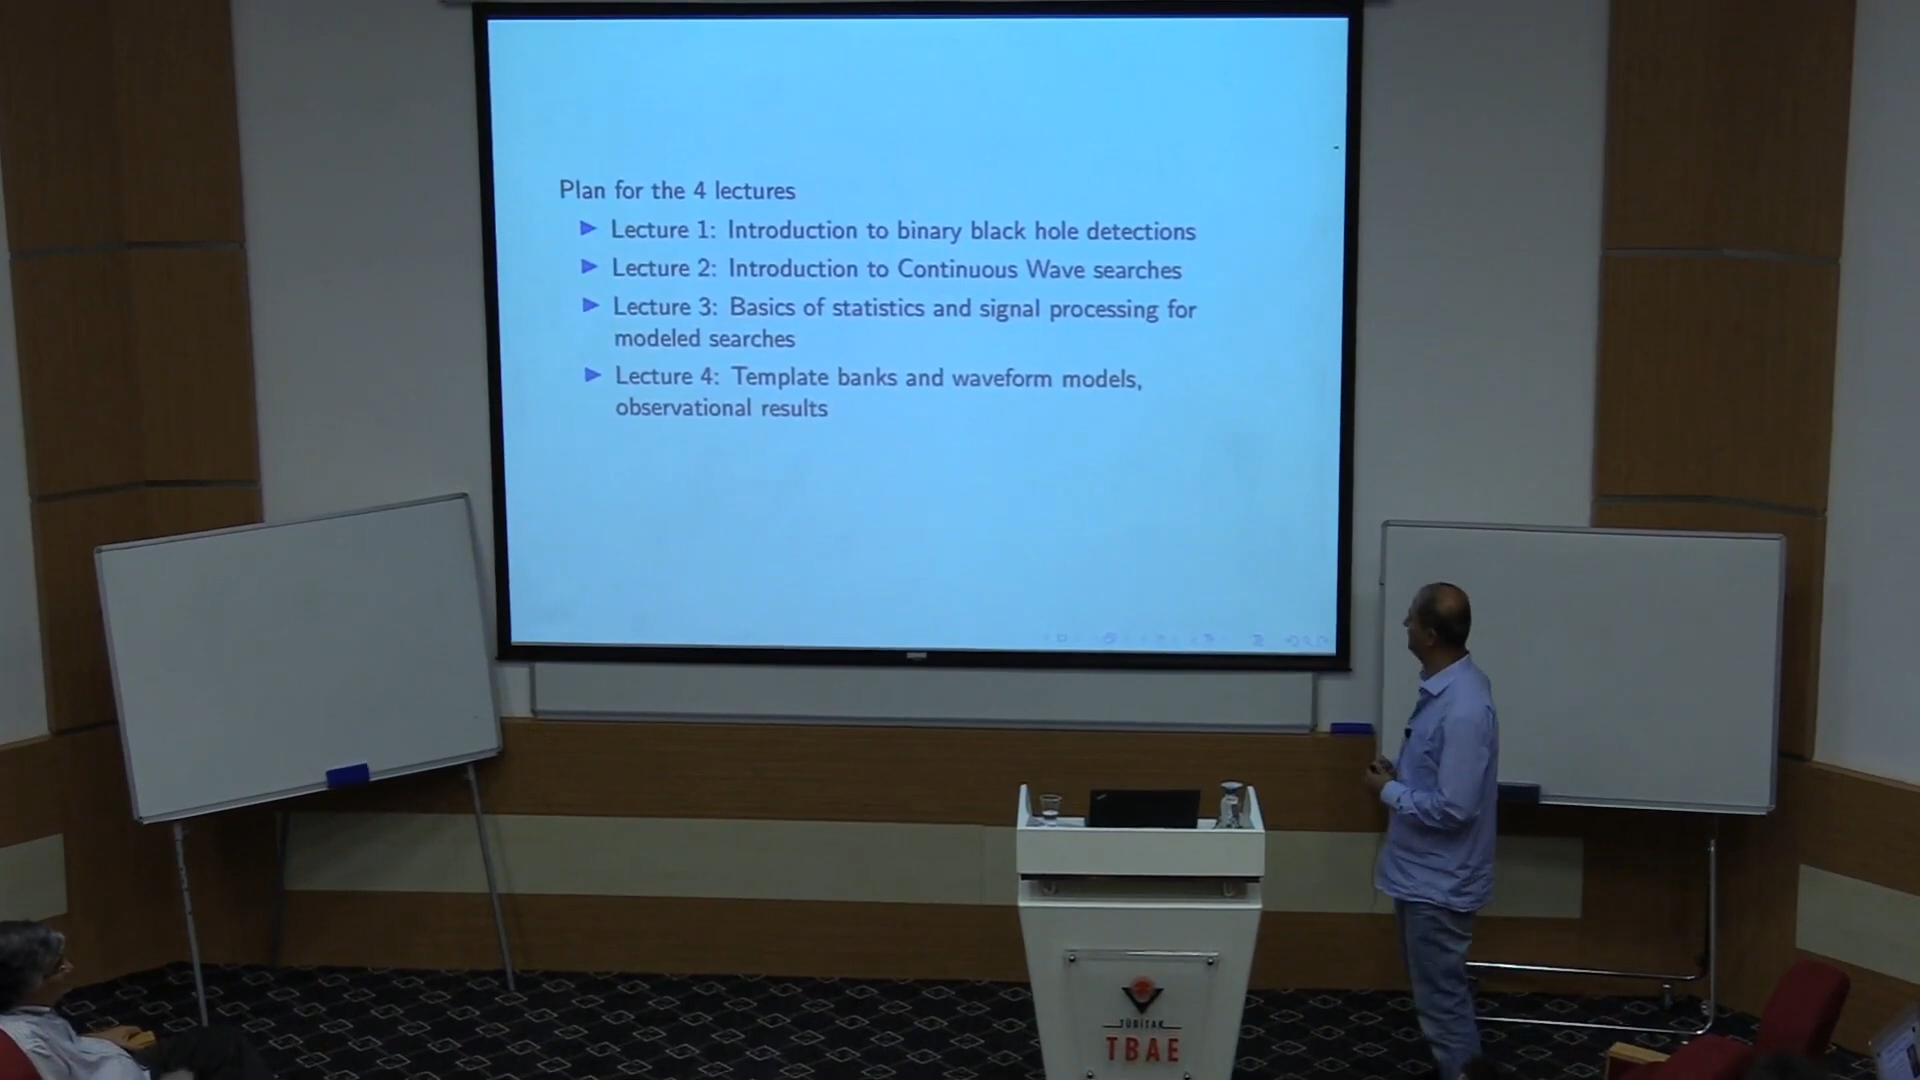 Plan for the 4 lectures
Lecture 1: Introduction to binary black hole detections
Lecture 2: Introduction to Continuous Wave searches
Lecture 3: Basics of statistics and signal processing for
modeled searches
Lecture 4: Template banks and waveform models,
observational results
TÜBİTAK
TBAE